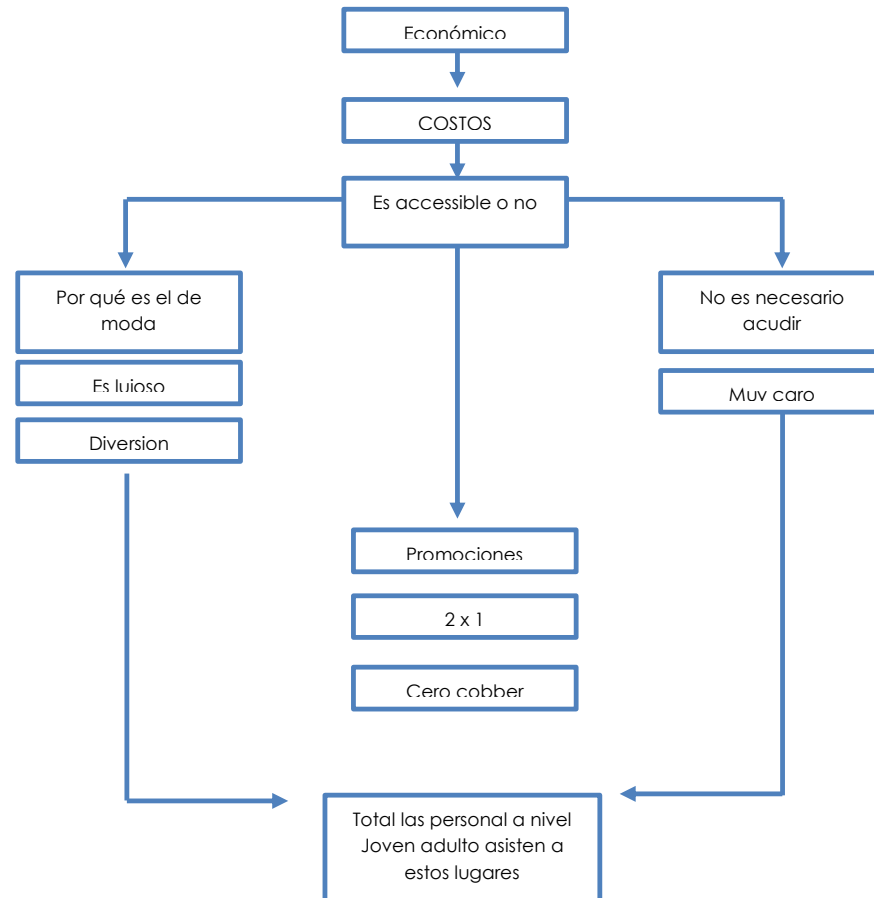 Económico
COSTOS
Es accessible o no
Por qué es el de
moda
No es necesario
acudir
Es lujoso
Muy caro
Diversion
Promociones
2 x 1
Cero cobber
Total las personal a nivel
Joven adulto asisten a
estos lugares